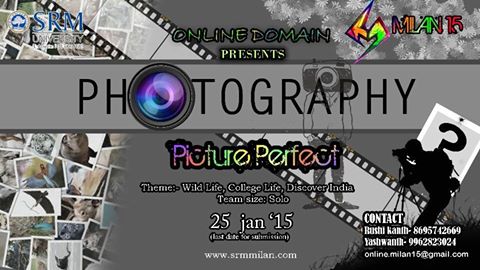 SRM
UNIVERSITY
ONLINE DOMAIN
PRESENTS
MILAN 15
PHOTOGRAPHY
Picture Perfect
Theme:- Wild Life, College Life, Discover India
Team size: Solo
25 jan '15
(last date for submission)
www.srmmilan.com
?
CONTACT
Rushi kanth- 8695742669
Yashwanth- 9962823024
online.milan15@gmail.com